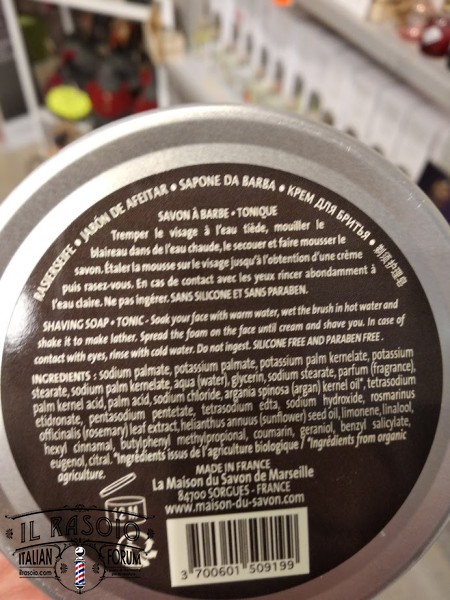 RASIERSEIFE • JABÓN DE AFEITAR • SAPONE DA BARBA • КРЕМ ДЛЯ БРИТЬЯ •
SAVON À BARBE • TONIQUE
Tremper le visage à l'eau tiède, mouiller le
blaireau dans de l'eau chaude, le secouer et faire mousser le
savon. Étaler la mousse sur le visage jusqu'à l'obtention d'une crème
puis rasez-vous. En cas de contact avec les yeux rincer abondamment à
l'eau claire. Ne pas ingérer. SANS SILICONE ET SANS PARABEN.
SHAVING SOAP • TONIC - Soak your face with warm water, wet the brush in hot water and
shake it to make lather. Spread the foam on the face until cream and shave you. In case of
contact with eyes, rinse with cold water. Do not ingest. SILICONE FREE AND PARABEN FREE.
INGREDIENTS : sodium palmate, potassium palmate, potassium palm kernelate, potassium
stearate, sodium palm kernelate, aqua (water), glycerin, sodium stearate, parfum (fragrance),
palm kernel acid, palm acid, sodium chloride, argania spinosa (argan) kernel oil*, tetrasodium
etidronate, pentasodium pentetate, tetrasodium edta, sodium hydroxide, rosmarinus
officinalis (rosemary) leaf extract, helianthus annuus (sunflower) seed oil, limonene, linalool,
hexyl cinnamal, butylphenyl methylpropional, coumarin, geraniol, benzyl salicylate,
eugenol, citral. *Ingrédients issus de l'agriculture biologique / *Ingredients from organic
agriculture.
MADE IN FRANCE
La Maison du Savon de Marseille
84700 SORGUES - FRANCE
www.maison-du-savon.com
3 700601 509199
IL RASOIO
ITALIAN FORUM
ilrasoio.com